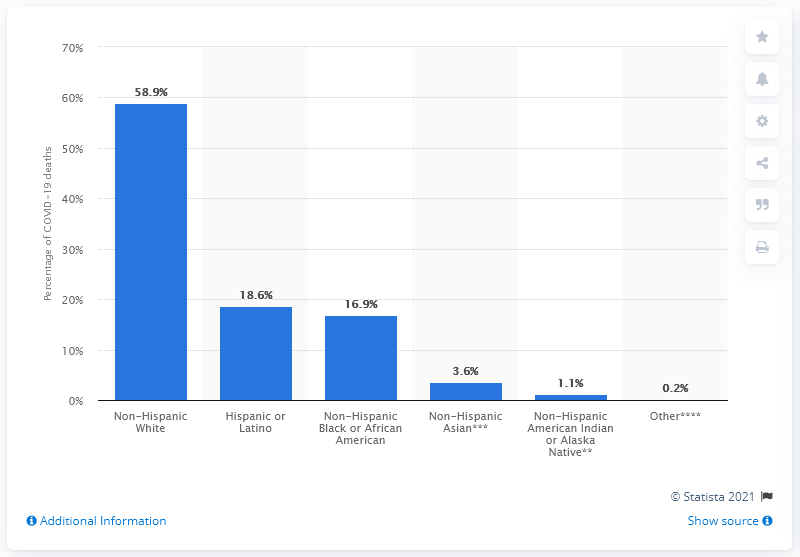 70%
60%
50%
40%
30%
20%
10%
0%
Percentage of COVID-19 deaths
58.9%
18.6%
16.9%
3.6%
1.1%
0.2%
Non-Hispanic
White
Hispanic or
Latino
Non-Hispanic
Black or African
American
Non-Hispanic
Asian***
Non-Hispanic
American Indian
or Alaska
Native**
Other****
© Statista 2021
Additional Information
Show source